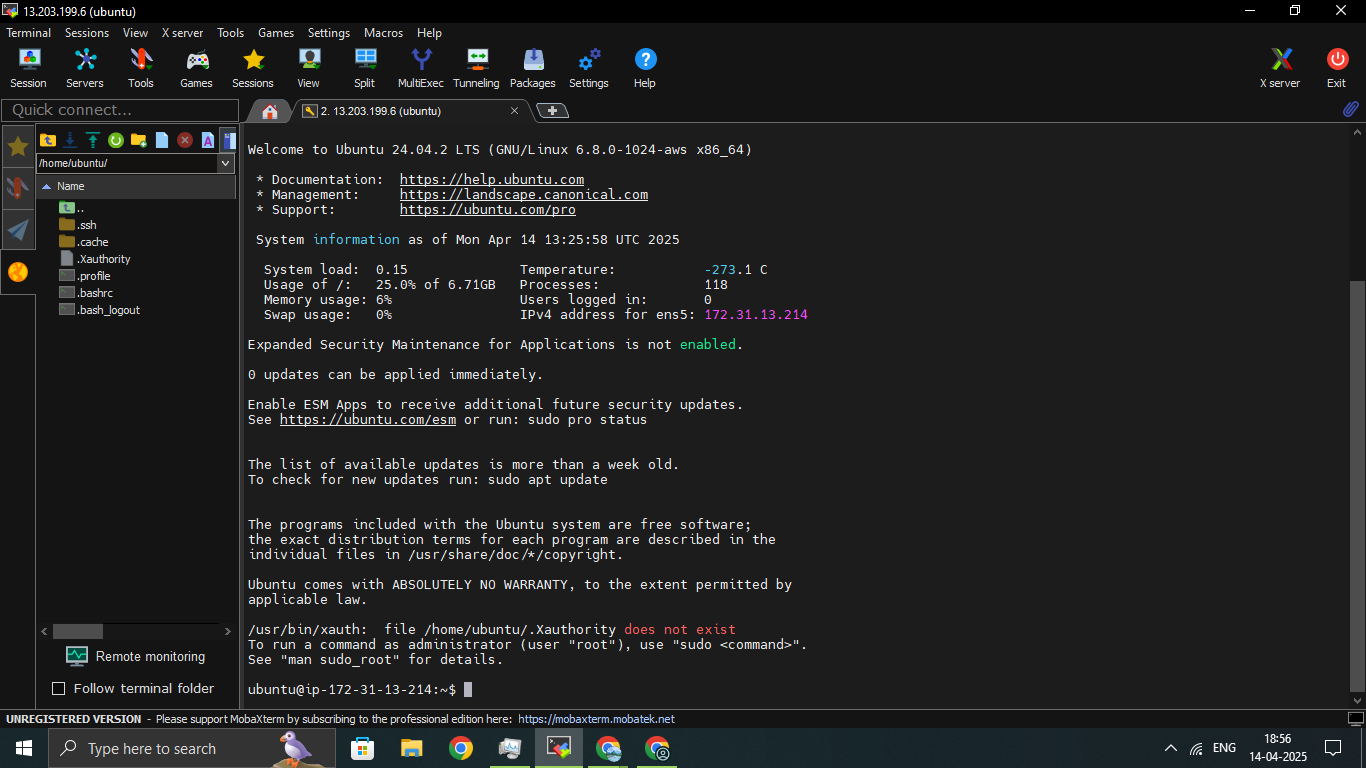 13.203.199.6 (ubuntu)
Terminal Sessions View X server Tools Games Settings Macros Help
Session Servers Tools Games Sessions View Split MultiExec Tunneling Packages Settings Help X server Exit
Quick connect...
2. 13.203.199.6 (ubuntu)
/home/ubuntu/
Name
..
.ssh
.cache
.Xauthority
.profile
.bashrc
.bash_logout
Remote monitoring
Follow terminal folder
Welcome to Ubuntu 24.04.2 LTS (GNU/Linux 6.8.0-1024-aws x86_64)
* Documentation: https://help.ubuntu.com
* Management: https://landscape.canonical.com
* Support: https://ubuntu.com/pro
System information as of Mon Apr 14 13:25:58 UTC 2025
System load: 0.15 Temperature: -273.1 C
Usage of /: 25.0% of 6.71GB Processes: 118
Memory usage: 6% Users logged in: 0
Swap usage: 0% IPv4 address for ens5: 172.31.13.214
Expanded Security Maintenance for Applications is not enabled.
0 updates can be applied immediately.
Enable ESM Apps to receive additional future security updates.
See https://ubuntu.com/esm or run: sudo pro status
The list of available updates is more than a week old.
To check for new updates run: sudo apt update
The programs included with the Ubuntu system are free software;
the exact distribution terms for each program are described in the
individual files in /usr/share/doc/*/copyright.
Ubuntu comes with ABSOLUTELY NO WARRANTY, to the extent permitted by
applicable law.
/usr/bin/xauth: file /home/ubuntu/.Xauthority does not exist
To run a command as administrator (user "root"), use "sudo <command>".
See "man sudo_root" for details.
ubuntu@ip-172-31-13-214:~$
UNREGISTERED VERSION - Please support MobaXterm by subscribing to the professional edition here: https://mobaxterm.mobatek.net
Type here to search
ENG
18:56
14-04-2025